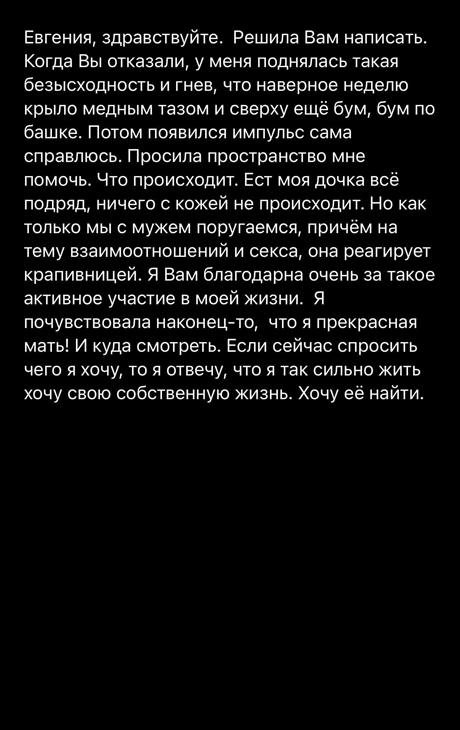 Евгения, здравствуйте.  Решила Вам написать.
Когда Вы отказали, у меня поднялась такая
безысходность и гнев, что наверное неделю
крыло медным тазом и сверху ещё бум, бум по
башке. Потом появился импульс сама
справлюсь. Просила пространство мне
помочь. Что происходит. Ест моя дочка всё
подряд, ничего с кожей не происходит. Но как
только мы с мужем поругаемся, причём на
тему взаимоотношений и секса, она реагирует
крапивницей. Я Вам благодарна очень за такое
активное участие в моей жизни.  Я
почувствовала наконец-то,  что я прекрасная
мать! И куда смотреть. Если сейчас спросить
чего я хочу, то я отвечу, что я так сильно жить
хочу свою собственную жизнь. Хочу её найти.